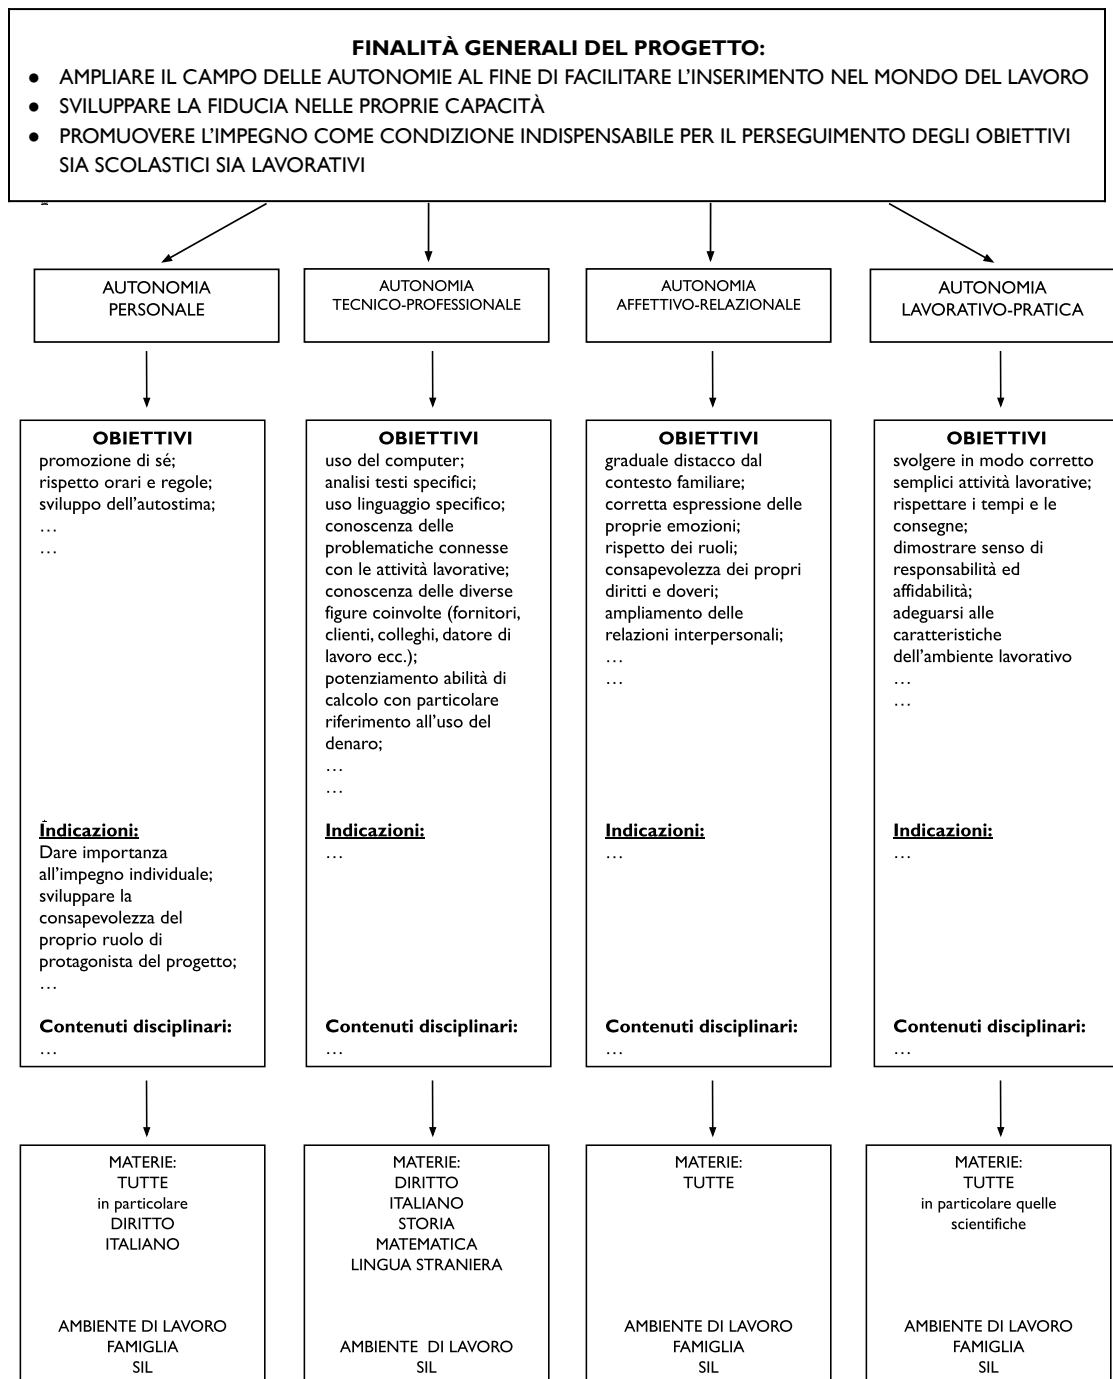 FINALITÀ GENERALI DEL PROGETTO:
● AMPLIARE IL CAMPO DELLE AUTONOMIE AL FINE DI FACILITARE L’INSERIMENTO NEL MONDO DEL LAVORO
● SVILUPPARE LA FIDUCIA NELLE PROPRIE CAPACITÀ
● PROMUOVERE L’IMPEGNO COME CONDIZIONE INDISPENSABILE PER IL PERSEGUIMENTO DEGLI OBIETTIVI
SIA SCOLASTICI SIA LAVORATIVI
AUTONOMIA
PERSONALE
AUTONOMIA
TECNICO-PROFESSIONALE
AUTONOMIA
AFFETTIVO-RELAZIONALE
AUTONOMIA
LAVORATIVO-PRATICA
OBIETTIVI
promozione di sé;
rispetto orari e regole;
sviluppo dell’autostima;
…
…
Indicazioni:
Dare importanza
all’impegno individuale;
sviluppare la
consapevolezza del
proprio ruolo di
protagonista del progetto;
…
Contenuti disciplinari:
…
OBIETTIVI
uso del computer;
analisi testi specifici;
uso linguaggio specifico;
conoscenza delle
problematiche connesse
con le attività lavorative;
conoscenza delle diverse
figure coinvolte (fornitori,
clienti, colleghi, datore di
lavoro ecc.);
potenziamento abilità di
calcolo con particolare
riferimento all’uso del
denaro;
…
…
Indicazioni:
…
Contenuti disciplinari:
…
OBIETTIVI
graduale distacco dal
contesto familiare;
corretta espressione delle
proprie emozioni;
rispetto dei ruoli;
consapevolezza dei propri
diritti e doveri;
ampliamento delle
relazioni interpersonali;
…
…
Indicazioni:
…
Contenuti disciplinari:
…
OBIETTIVI
svolgere in modo corretto
semplici attività lavorative;
rispettare i tempi e le
consegne;
dimostrare senso di
responsabilità ed
affidabilità;
adeguarsi alle
caratteristiche
dell’ambiente lavorativo
…
…
Indicazioni:
…
Contenuti disciplinari:
…
MATERIE:
TUTTE
in particolare
DIRITTO
ITALIANO
AMBIENTE DI LAVORO
FAMIGLIA
SIL
MATERIE:
DIRITTO
ITALIANO
STORIA
MATEMATICA
LINGUA STRANIERA
AMBIENTE DI LAVORO
SIL
MATERIE:
TUTTE
AMBIENTE DI LAVORO
FAMIGLIA
SIL
MATERIE:
TUTTE
in particolare quelle
scientifiche
AMBIENTE DI LAVORO
FAMIGLIA
SIL